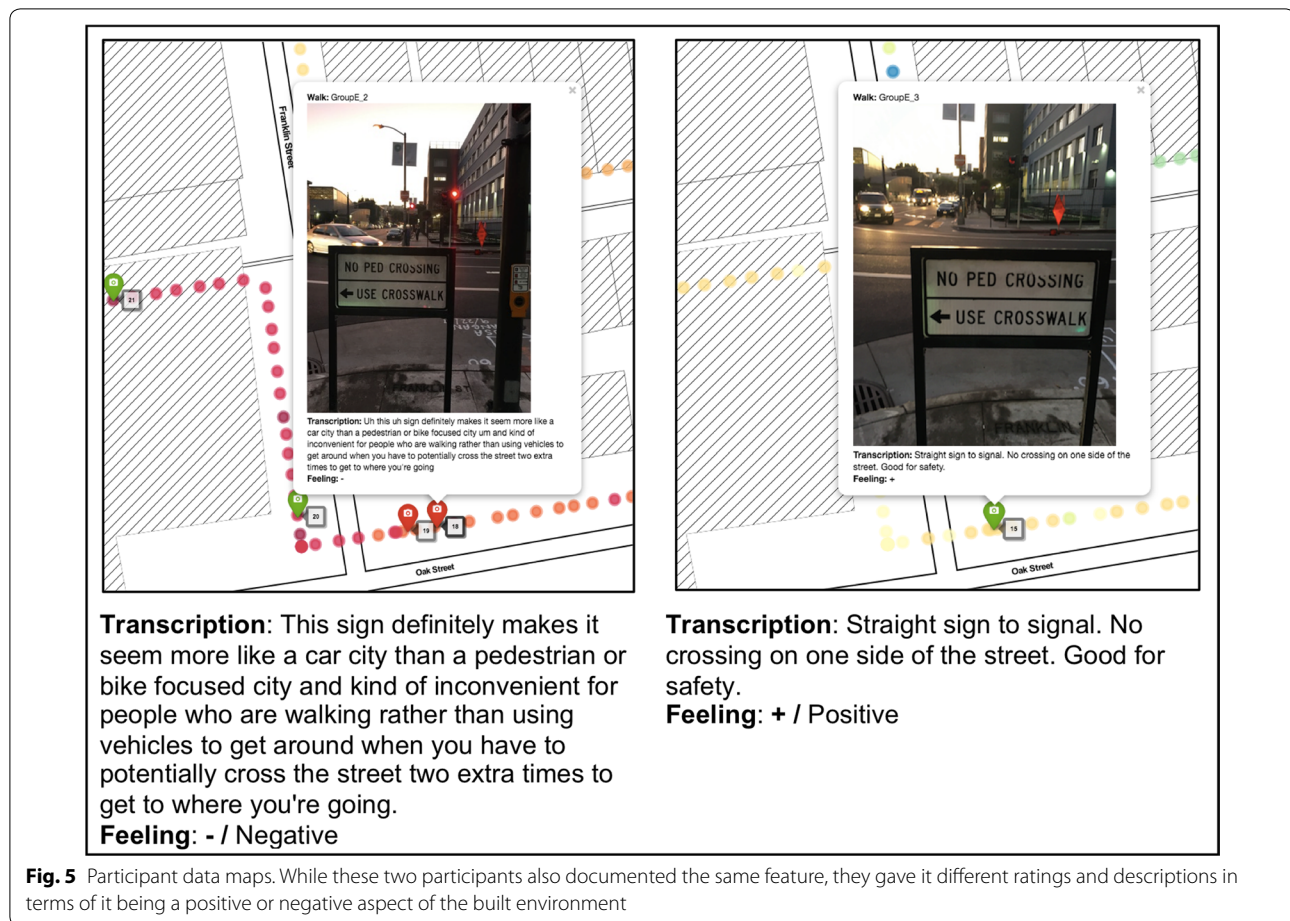 Franklin Street
Walk: GroupE_2
NO PED CROSSING
← USE CROSSWALK
FRANKLIN ST
Transcription: Uh this uh sign definitely makes it seem more like a
car city than a pedestrian or bike focused city um and kind of
inconvenient for people who are walking rather than using vehicles to
get around when you have to potentially cross the street two extra
times to get to where you're going
Feeling: -
21
20
19
18
Oak Street
Walk: GroupE_3
NO PED CROSSING
← USE CROSSWALK
FRANKLIN
Transcription: Straight sign to signal. No crossing on one side of the
street. Good for safety.
Feeling: +
15
Oak Street
Transcription: This sign definitely makes it
seem more like a car city than a pedestrian or
bike focused city and kind of inconvenient for
people who are walking rather than using
vehicles to get around when you have to
potentially cross the street two extra times to
get to where you're going.
Feeling: - / Negative
Transcription: Straight sign to signal. No
crossing on one side of the street. Good for
safety.
Feeling: + / Positive
Fig. 5 Participant data maps. While these two participants also documented the same feature, they gave it different ratings and descriptions in
terms of it being a positive or negative aspect of the built environment